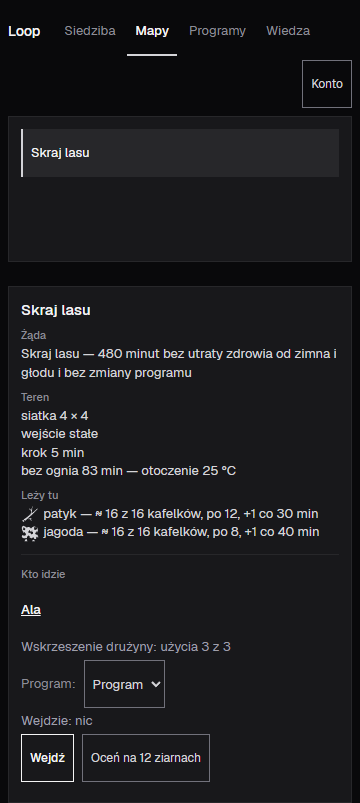 Loop Siedziba Mapy Programy Wiedza
Konto
Skraj lasu
Skraj lasu
Żąda
Skraj lasu — 480 minut bez utraty zdrowia od zimna i
głodu i bez zmiany programu
Teren
siatka 4 × 4
wejście stałe
krok 5 min
bez ognia 83 min — otoczenie 25 °C
Leży tu
patyk — ≈ 16 z 16 kafelków, po 12, +1 co 30 min
jagoda — ≈ 16 z 16 kafelków, po 8, +1 co 40 min
Kto idzie
Ala
Wskrzeszenie drużyny: użycia 3 z 3
Program: Program
Wejdzie: nic
Wejdź Oceń na 12 ziarnach